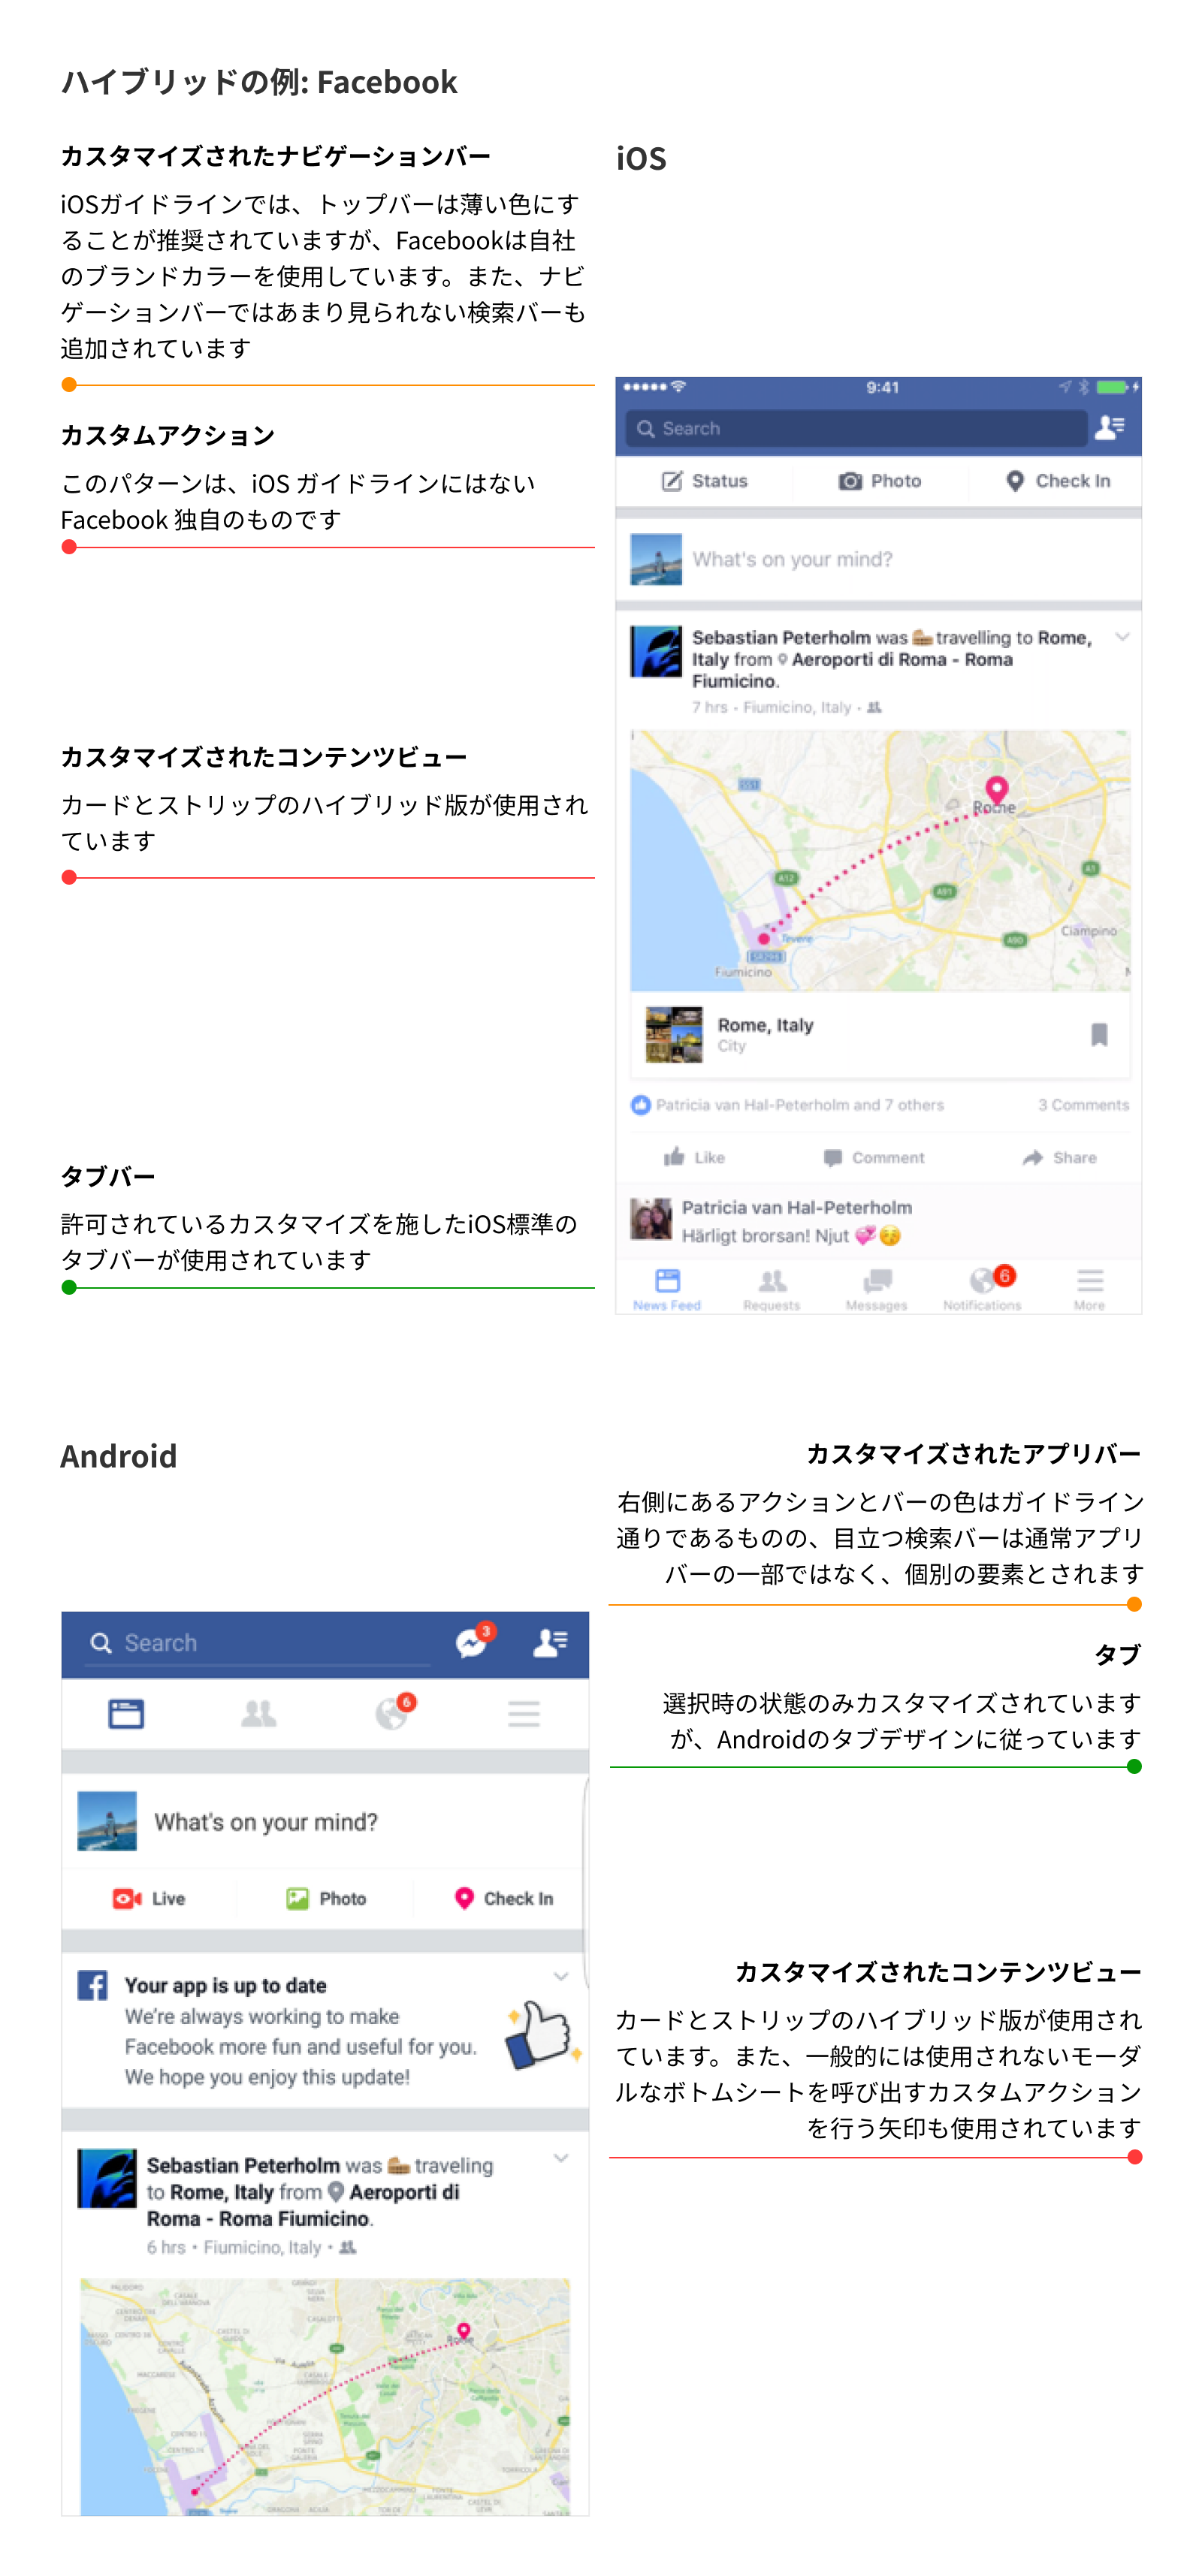 ハイブリッドの例: Facebook
カスタマイズされたナビゲーションバー
iOSガイドラインでは、トップバーは薄い色にす
ることが推奨されていますが、Facebookは自社
のブランドカラーを使用しています。また、ナビ
ゲーションバーではあまり見られない検索バーも
追加されています
カスタムアクション
このパターンは、iOS ガイドラインにはない
Facebook 独自のものです
カスタマイズされたコンテンツビュー
カードとストリップのハイブリッド版が使用され
ています
タブバー
許可されているカスタマイズを施したiOS標準の
タブバーが使用されています
iOS
9:41
Search
Status Photo Check In
What's on your mind?
Sebastian Peterholm was travelling to Rome,
Italy from Aeroporti di Roma - Roma
Fiumicino.
7 hrs • Fiumicino, Italy •
Rome
A12
A1
A91
A90
Ciampino
Tevere
Fiumicino
Rome, Italy
City
Patricia van Hal-Peterholm and 7 others 3 Comments
Like Comment Share
Patricia van Hal-Peterholm
Härligt brorsan! Njut
6
News Feed Requests Messages Notifications More
Android
Search
3
6
What's on your mind?
Live Photo Check In
Your app is up to date
We're always working to make
Facebook more fun and useful for you.
We hope you enjoy this update!
Sebastian Peterholm was traveling
to Rome, Italy from Aeroporti di
Roma - Roma Fiumicino.
6 hrs • Fiumicino, Italy •
カスタマイズされたアプリバー
右側にあるアクションとバーの色はガイドライン
通りであるものの、目立つ検索バーは通常アプリ
バーの一部ではなく、個別の要素とされます
タブ
選択時の状態のみカスタマイズされています
が、Androidのタブデザインに従っています
カスタマイズされたコンテンツビュー
カードとストリップのハイブリッド版が使用され
ています。また、一般的には使用されないモーダ
ルなボトムシートを呼び出すカスタムアクション
を行う矢印も使用されています